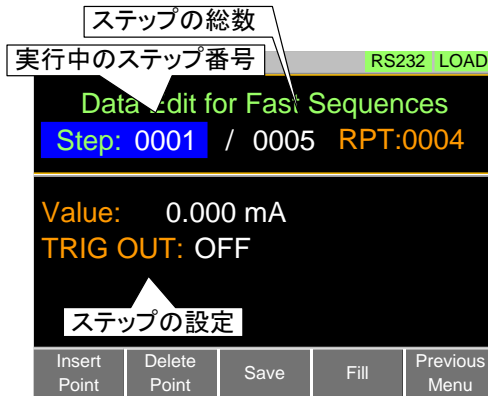 ステップの総数
実行中のステップ番号
RS232 LOAD
Data Edit for Fast Sequences
Step: 0001 / 0005 RPT:0004
Value: 0.000 mA
TRIG OUT: OFF
ステップの設定
Insert Point
Delete Point
Save
Fill
Previous Menu